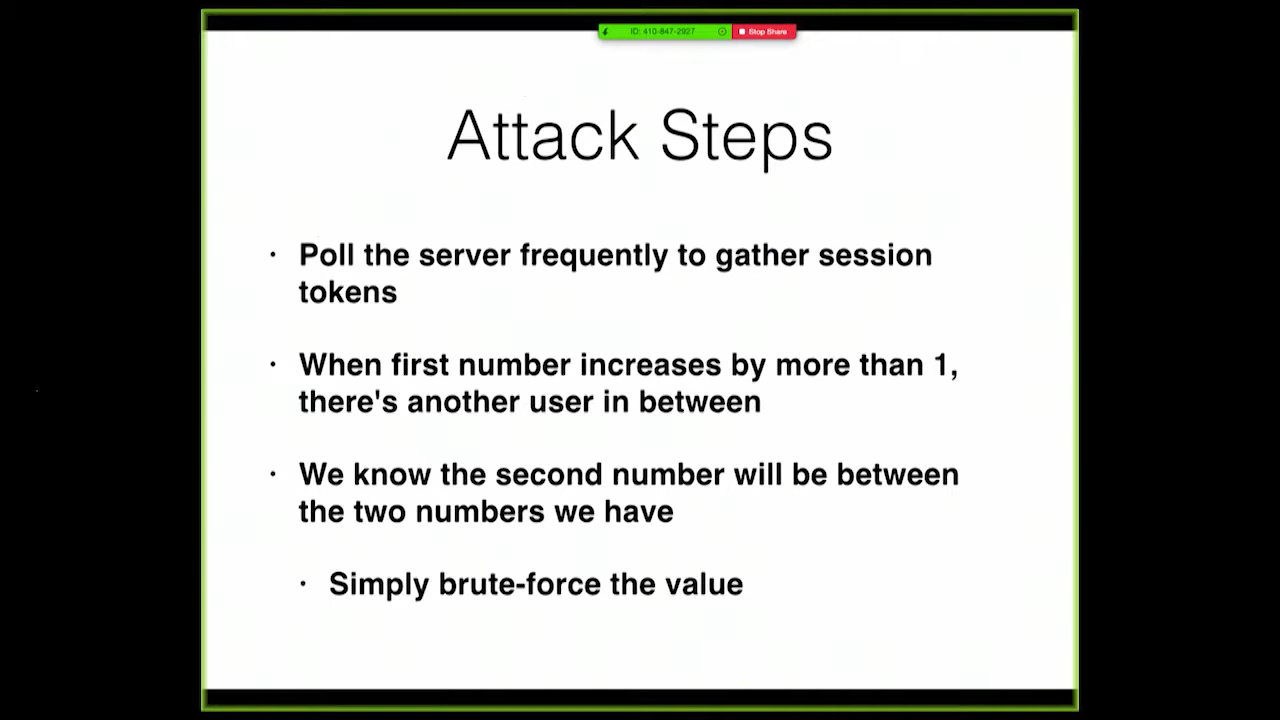 ID: 410-847-2927 Stop Share
Attack Steps
• Poll the server frequently to gather session
tokens
• When first number increases by more than 1,
there's another user in between
• We know the second number will be between
the two numbers we have
• Simply brute-force the value